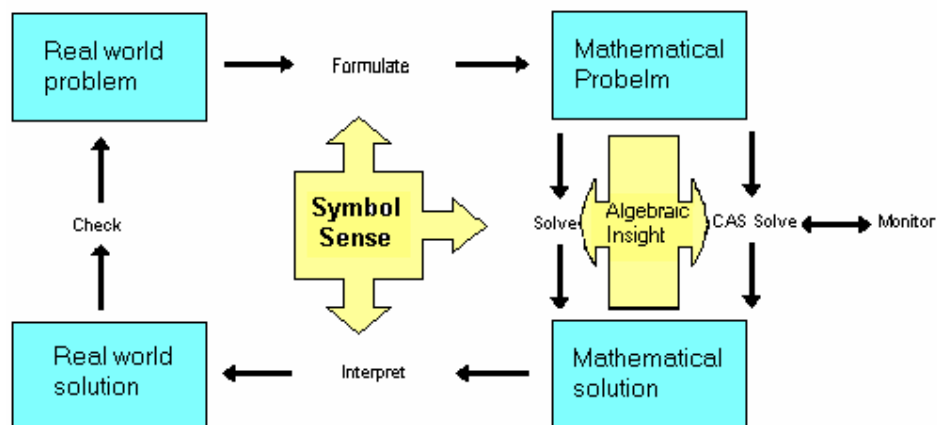 Real world
problem
Formulate
Mathematical
Probelm
Symbol
Sense
Check
Solve
Algebraic
Insight
CAS Solve
Monitor
Real world
solution
Interpret
Mathematical
solution